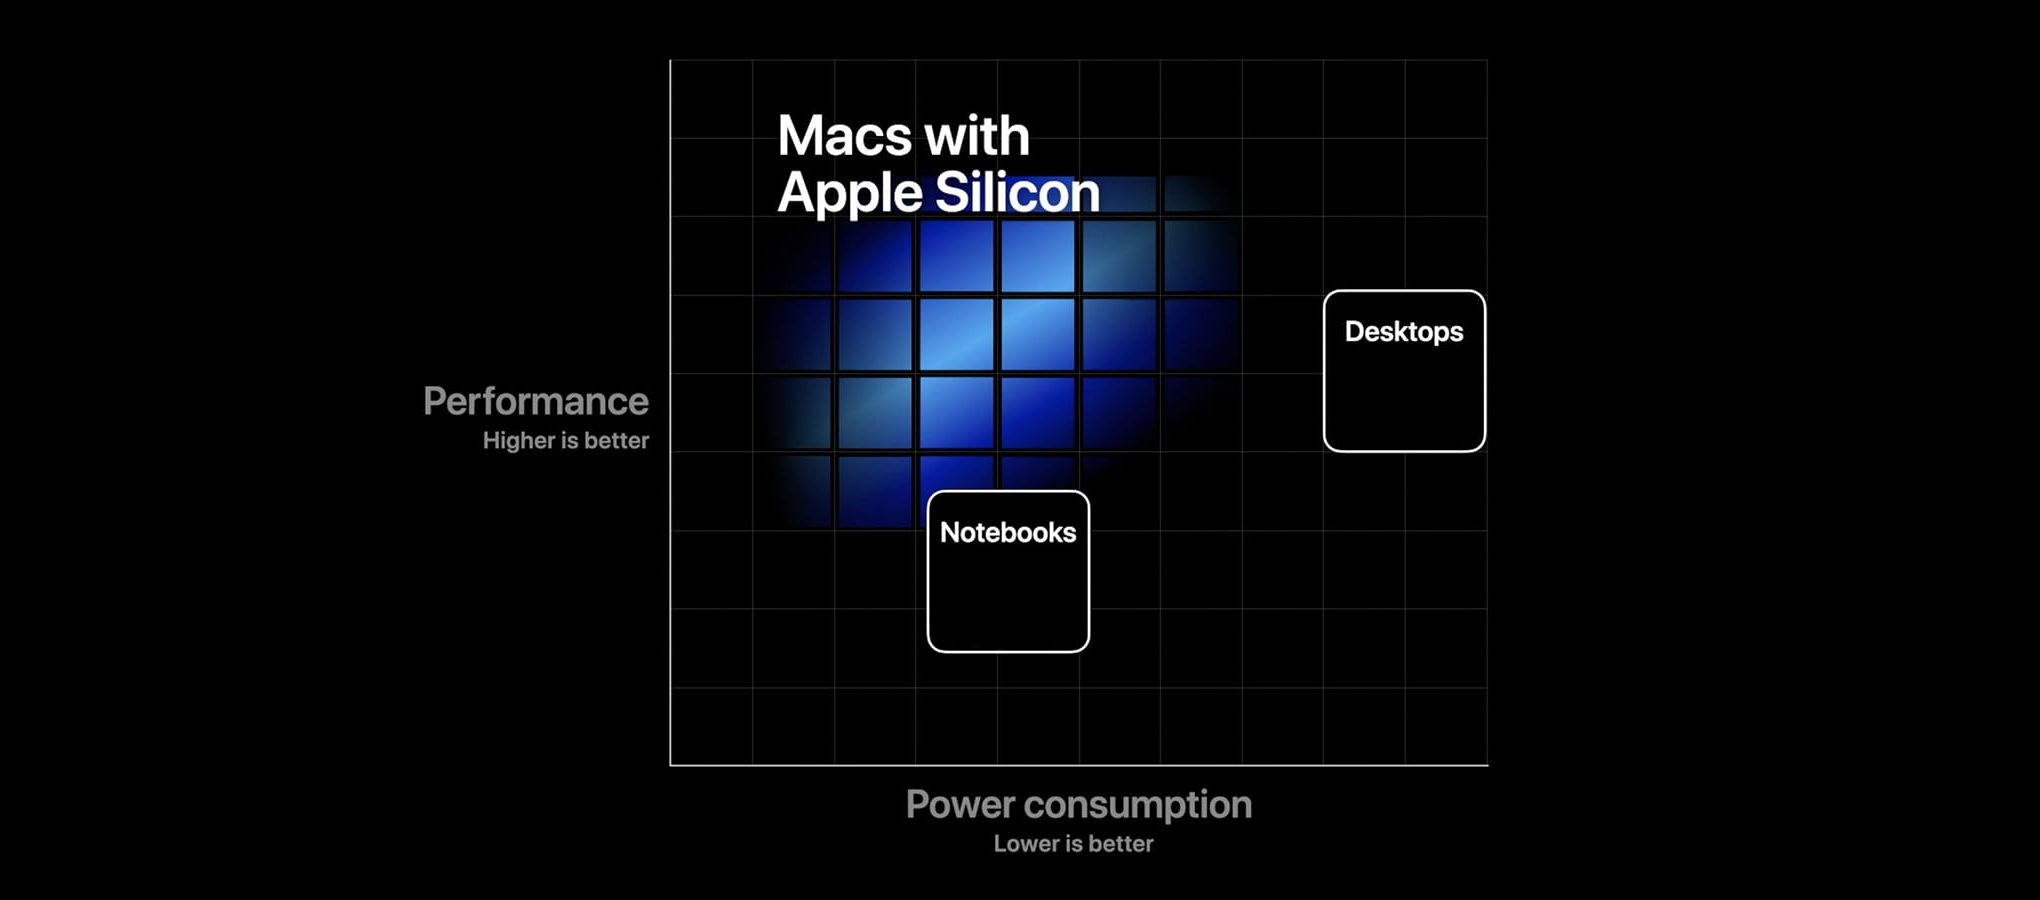 Macs with
Apple Silicon
Desktops
Performance
Higher is better
Notebooks
Power consumption
Lower is better